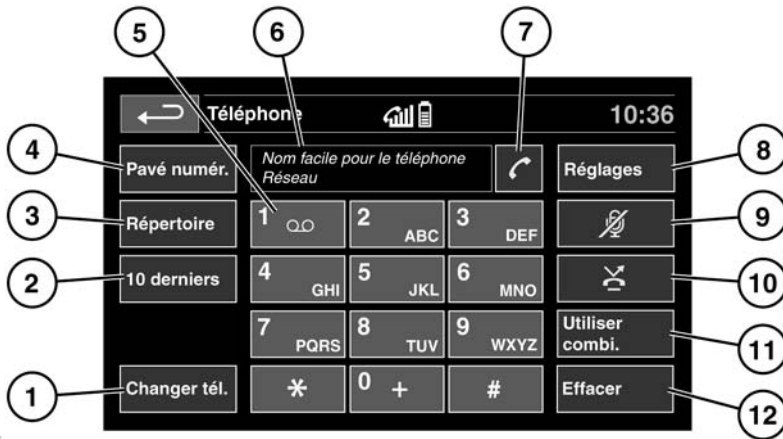 5
6
7
Téléphone
10:36
4
Pavé numér.
Nom facile pour le téléphone
Réseau
Réglages
8
3
Répertoire
1
2 ABC
3 DEF
9
2
10 derniers
4 GHI
5 JKL
6 MNO
10
7 PQRS
8 TUV
9 WXYZ
Utiliser
combi.
11
1
Changer tél.
*
0 +
#
Effacer
12